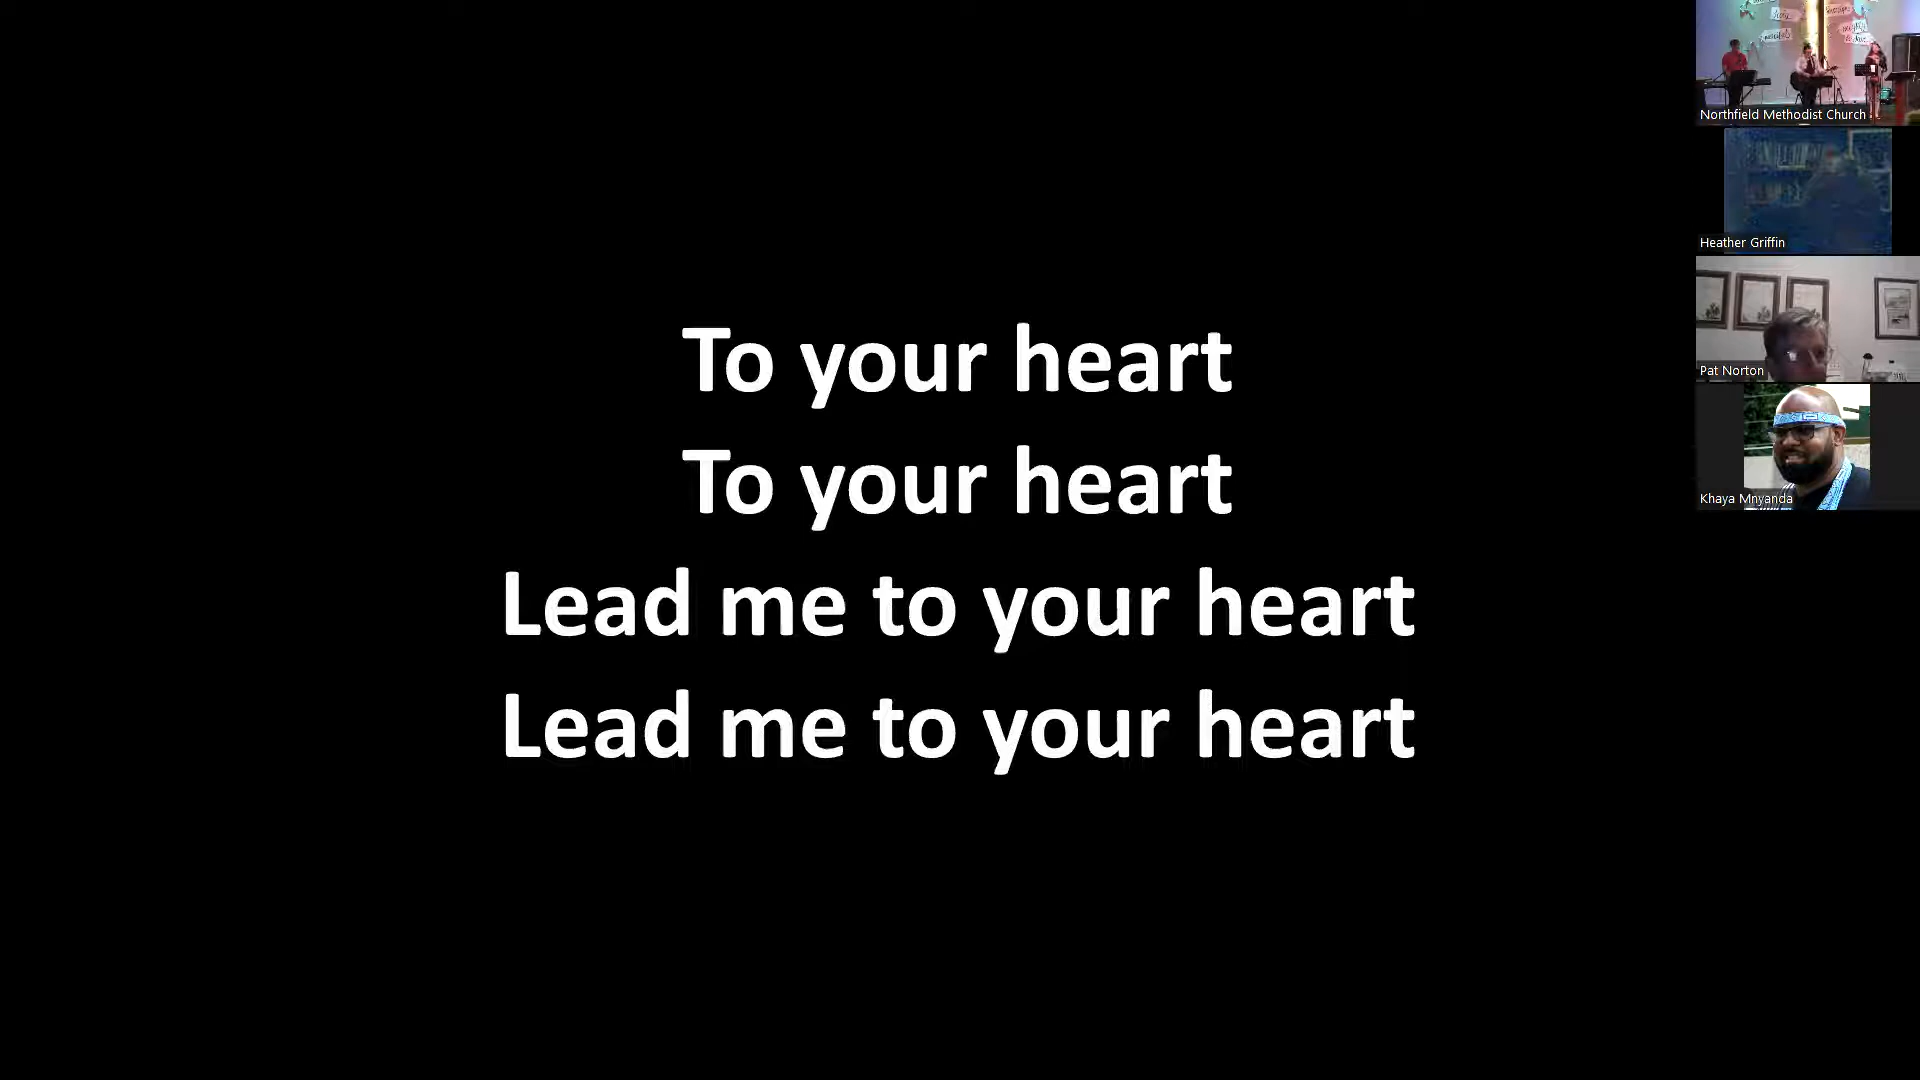 To your heart
To your heart
Lead me to your heart
Lead me to your heart
Northfield Methodist Church
Heather Griffin
Pat Norton
Khaya Mnyanda